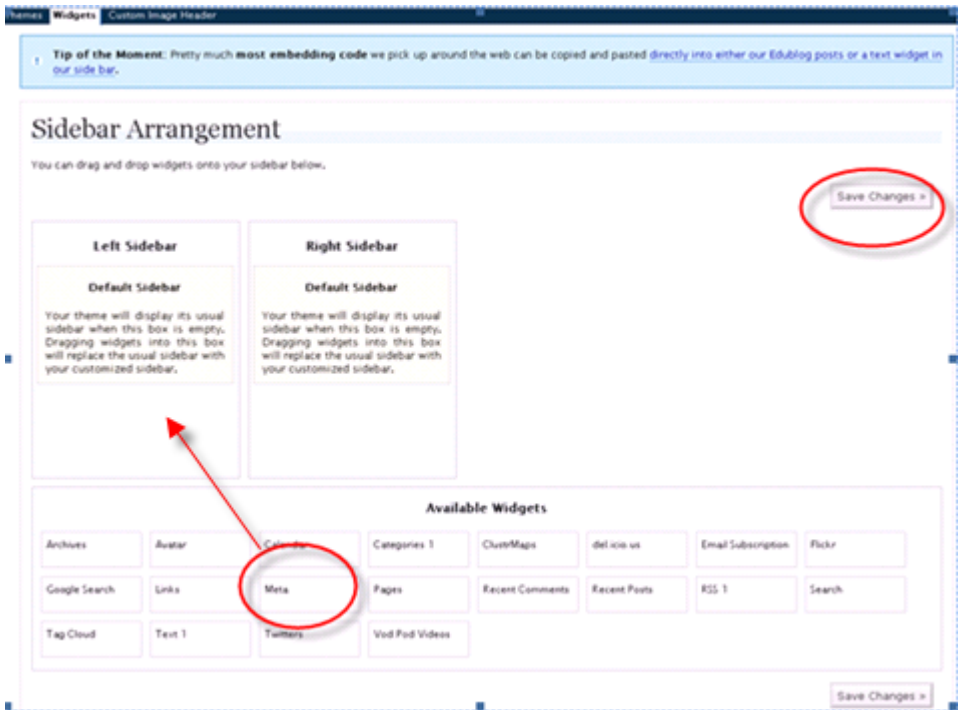 hemes Widgets Custom Image Header
! Tip of the Moment: Pretty much most embedding code we pick up around the web can be copied and pasted directly into either our Edublog posts or a text widget in
our side bar.
Sidebar Arrangement
You can drag and drop widgets onto your sidebar below.
Save Changes »
Left Sidebar Right Sidebar
Default Sidebar Default Sidebar
Your theme will display its usual Your theme will display its usual
sidebar when this box is empty. sidebar when this box is empty.
Dragging widgets into this box Dragging widgets into this box
will replace the usual sidebar with will replace the usual sidebar with
your customized sidebar. your customized sidebar.
Available Widgets
Archives Avatar Calendar Categories 1 ClustrMaps del.icio.us Email Subscription Flickr
Google Search Links Meta Pages Recent Comments Recent Posts RSS 1 Search
Tag Cloud Text 1 Twitters Vod Pod Videos
Save Changes »